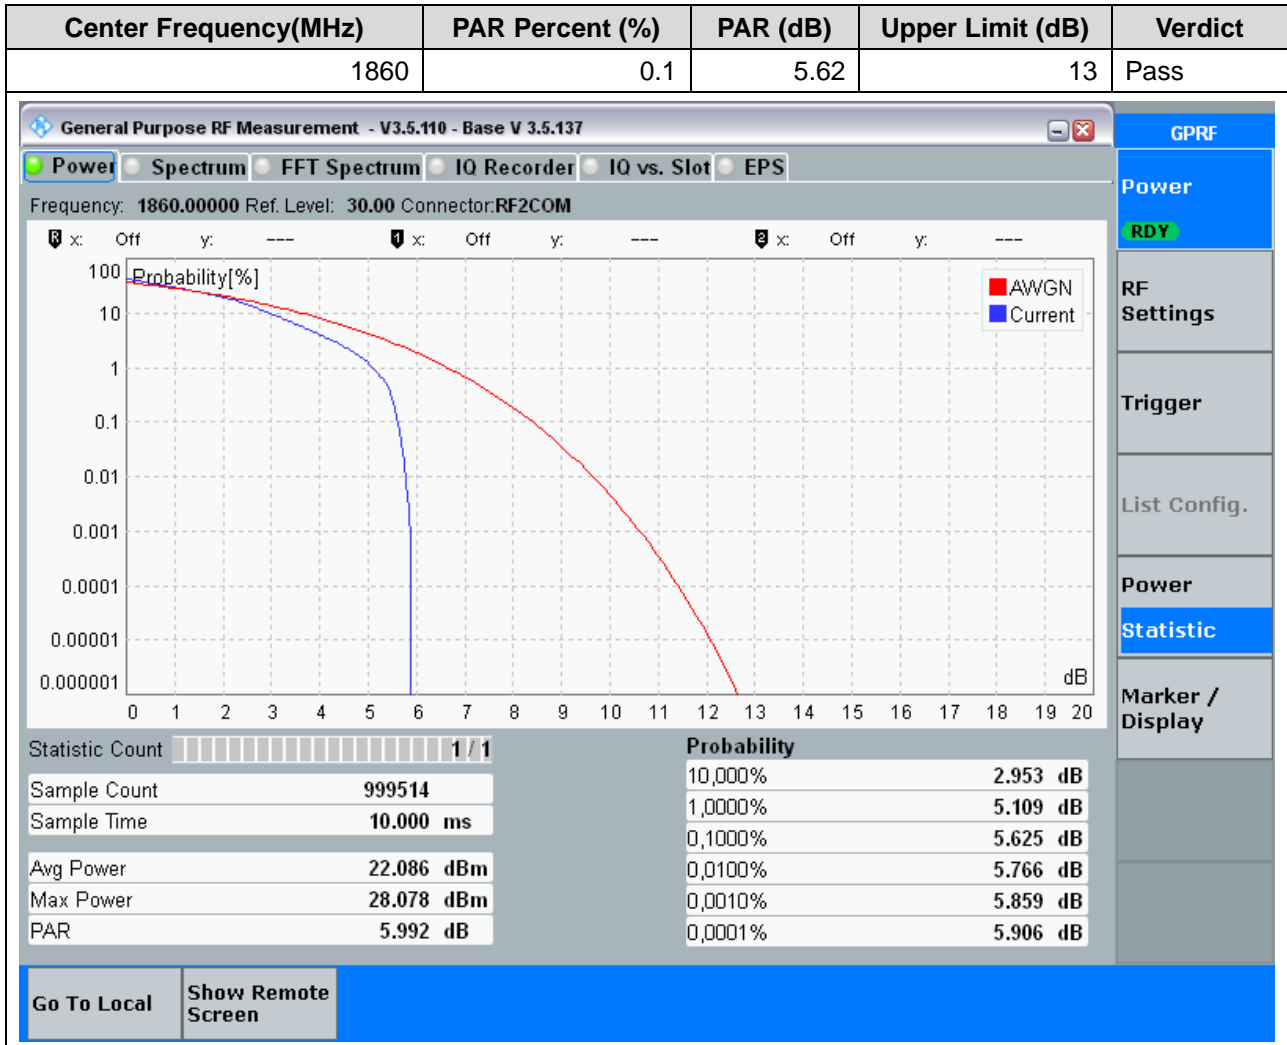 Center Frequency(MHz) PAR Percent (%) PAR (dB) Upper Limit (dB) Verdict
1860 0.1 5.62 13 Pass
General Purpose RF Measurement - V3.5.110 - Base V 3.5.137
GPRF
Power Spectrum FFT Spectrum IQ Recorder IQ vs. Slot EPS
Power
RDY
Frequency: 1860.00000 Ref. Level: 30.00 Connector:RF2COM
R x: Off y: --- 1 x: Off y: --- 2 x: Off y: ---
Probability[%]
AWGN
Current
100
10
1
0.1
0.01
0.001
0.0001
0.00001
0.000001
dB
0 1 2 3 4 5 6 7 8 9 10 11 12 13 14 15 16 17 18 19 20
RF
Settings
Trigger
List Config.
Power
Statistic
Marker /
Display
Statistic Count 1 / 1
Sample Count 999514
Sample Time 10.000 ms
Avg Power 22.086 dBm
Max Power 28.078 dBm
PAR 5.992 dB
Probability
10,000% 2.953 dB
1,0000% 5.109 dB
0,1000% 5.625 dB
0,0100% 5.766 dB
0,0010% 5.859 dB
0,0001% 5.906 dB
Go To Local
Show Remote
Screen